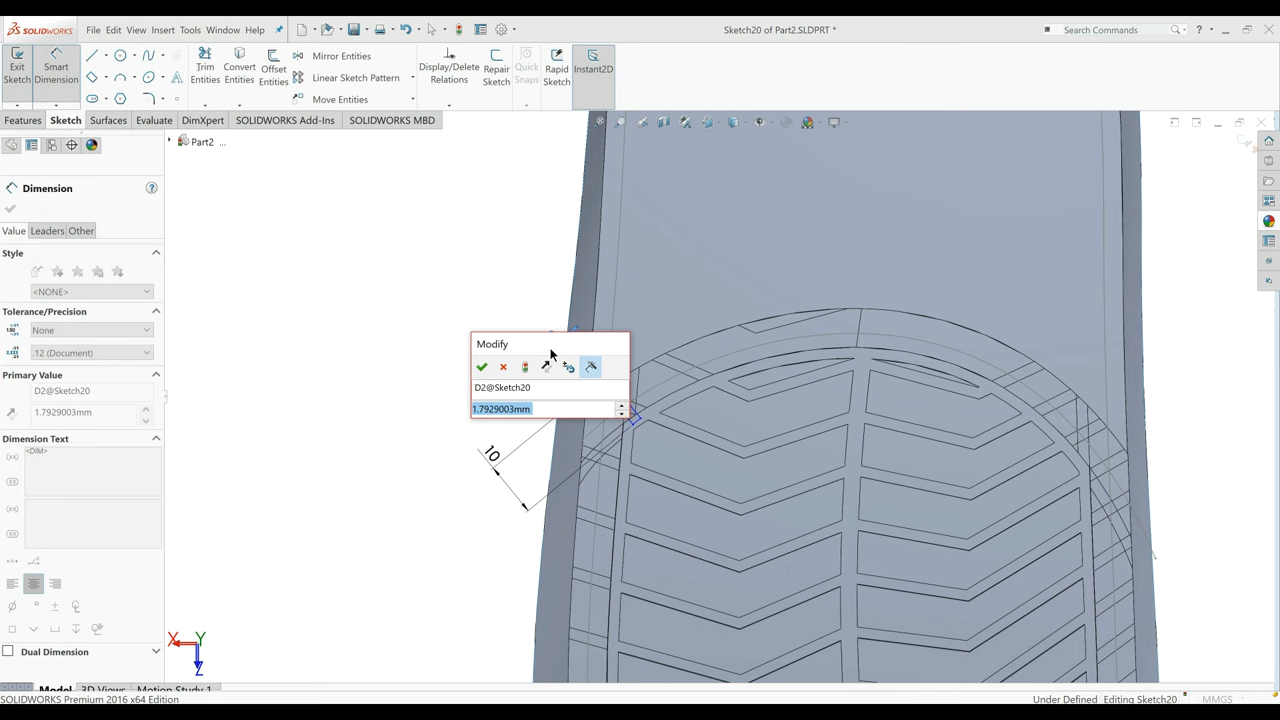 SOLIDWORKS File Edit View Insert Tools Window Help Sketch20 of Part2.SLDPRT * Search Commands ?
Exit Sketch Smart Dimension Trim Entities Convert Entities Offset Entities Mirror Entities Linear Sketch Pattern Move Entities Display/Delete Relations Repair Sketch Quick Snaps Rapid Sketch Instant2D
Features Sketch Surfaces Evaluate DimXpert SOLIDWORKS Add-Ins SOLIDWORKS MBD
Part2 ...
Dimension
Value Leaders Other
Style
<NONE>
Tolerance/Precision
None
.12 (Document)
Primary Value
D2@Sketch20
1.7929003mm
Dimension Text
<DIM>
Dual Dimension
Modify
D2@Sketch20
1.7929003mm
10
X Y
Z
Model 3D Views Motion Study 1
SOLIDWORKS Premium 2016 x64 Edition Under Defined Editing Sketch20 MMGS